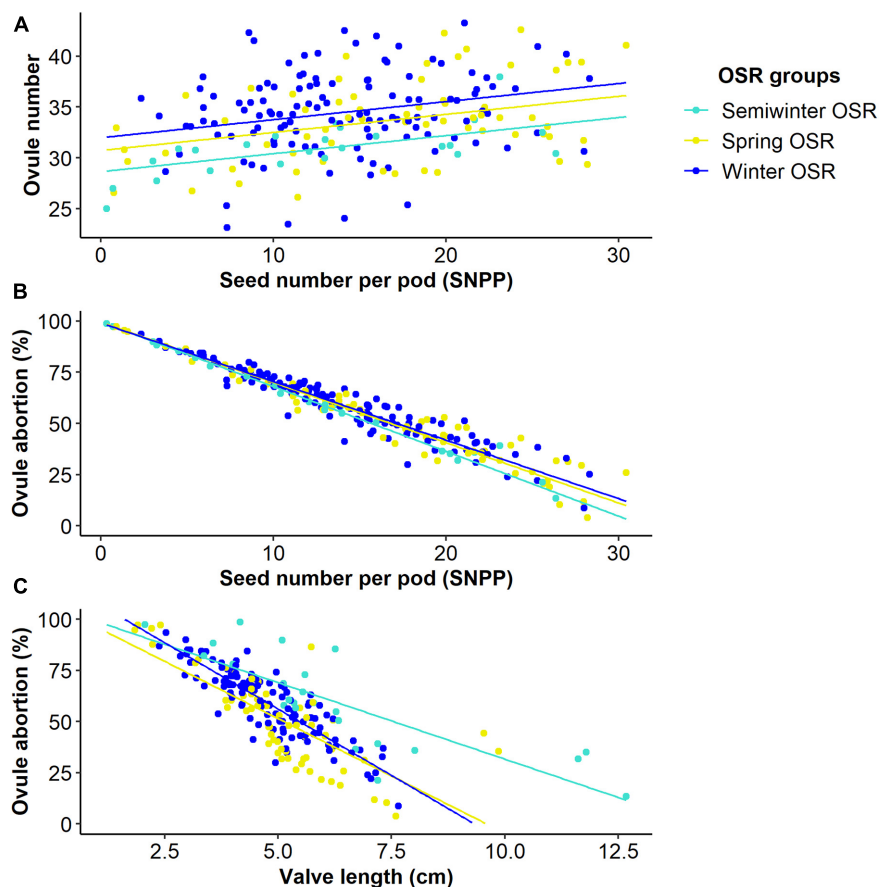 A
Ovule number
40
35
30
25
0
10
20
30
Seed number per pod (SNPP)
OSR groups
Semiwinter OSR
Spring OSR
Winter OSR
B
Ovule abortion (%)
100
75
50
25
0
0
10
20
30
Seed number per pod (SNPP)
C
Ovule abortion (%)
100
75
50
25
0
2.5
5.0
7.5
10.0
12.5
Valve length (cm)